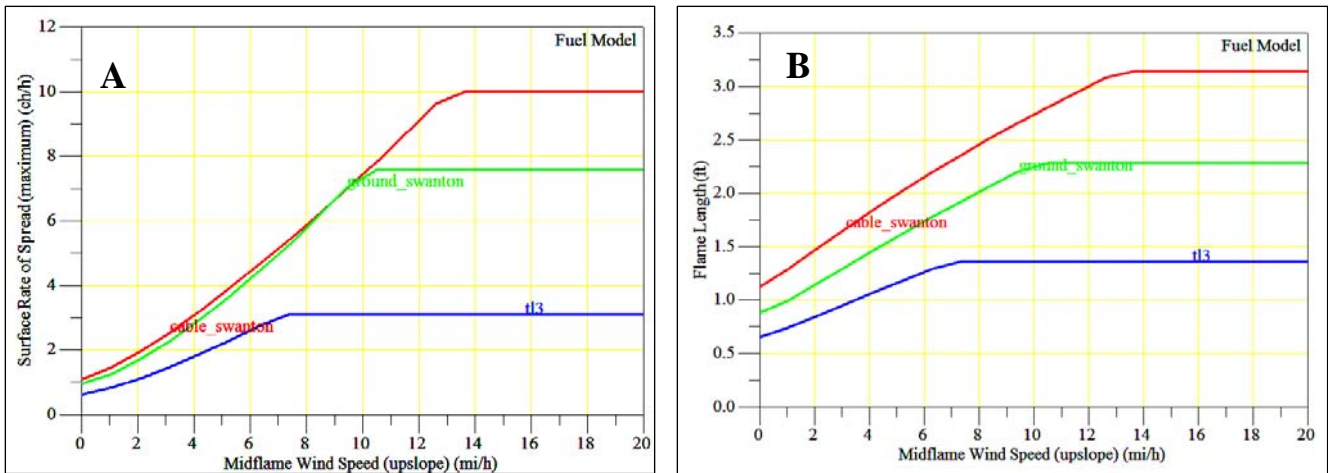 A
Fuel Model
Surface Rate of Spread (maximum) (ch/h)
12
10
8
6
4
2
0
ground_swanton
cable_swanton
tl3
0 2 4 6 8 10 12 14 16 18 20
Midflame Wind Speed (upslope) (mi/h)
B
Fuel Model
Flame Length (ft)
3.5
3.0
2.5
2.0
1.5
1.0
0.5
0.0
ground_swanton
cable_swanton
tl3
0 2 4 6 8 10 12 14 16 18 20
Midflame Wind Speed (upslope) (mi/h)